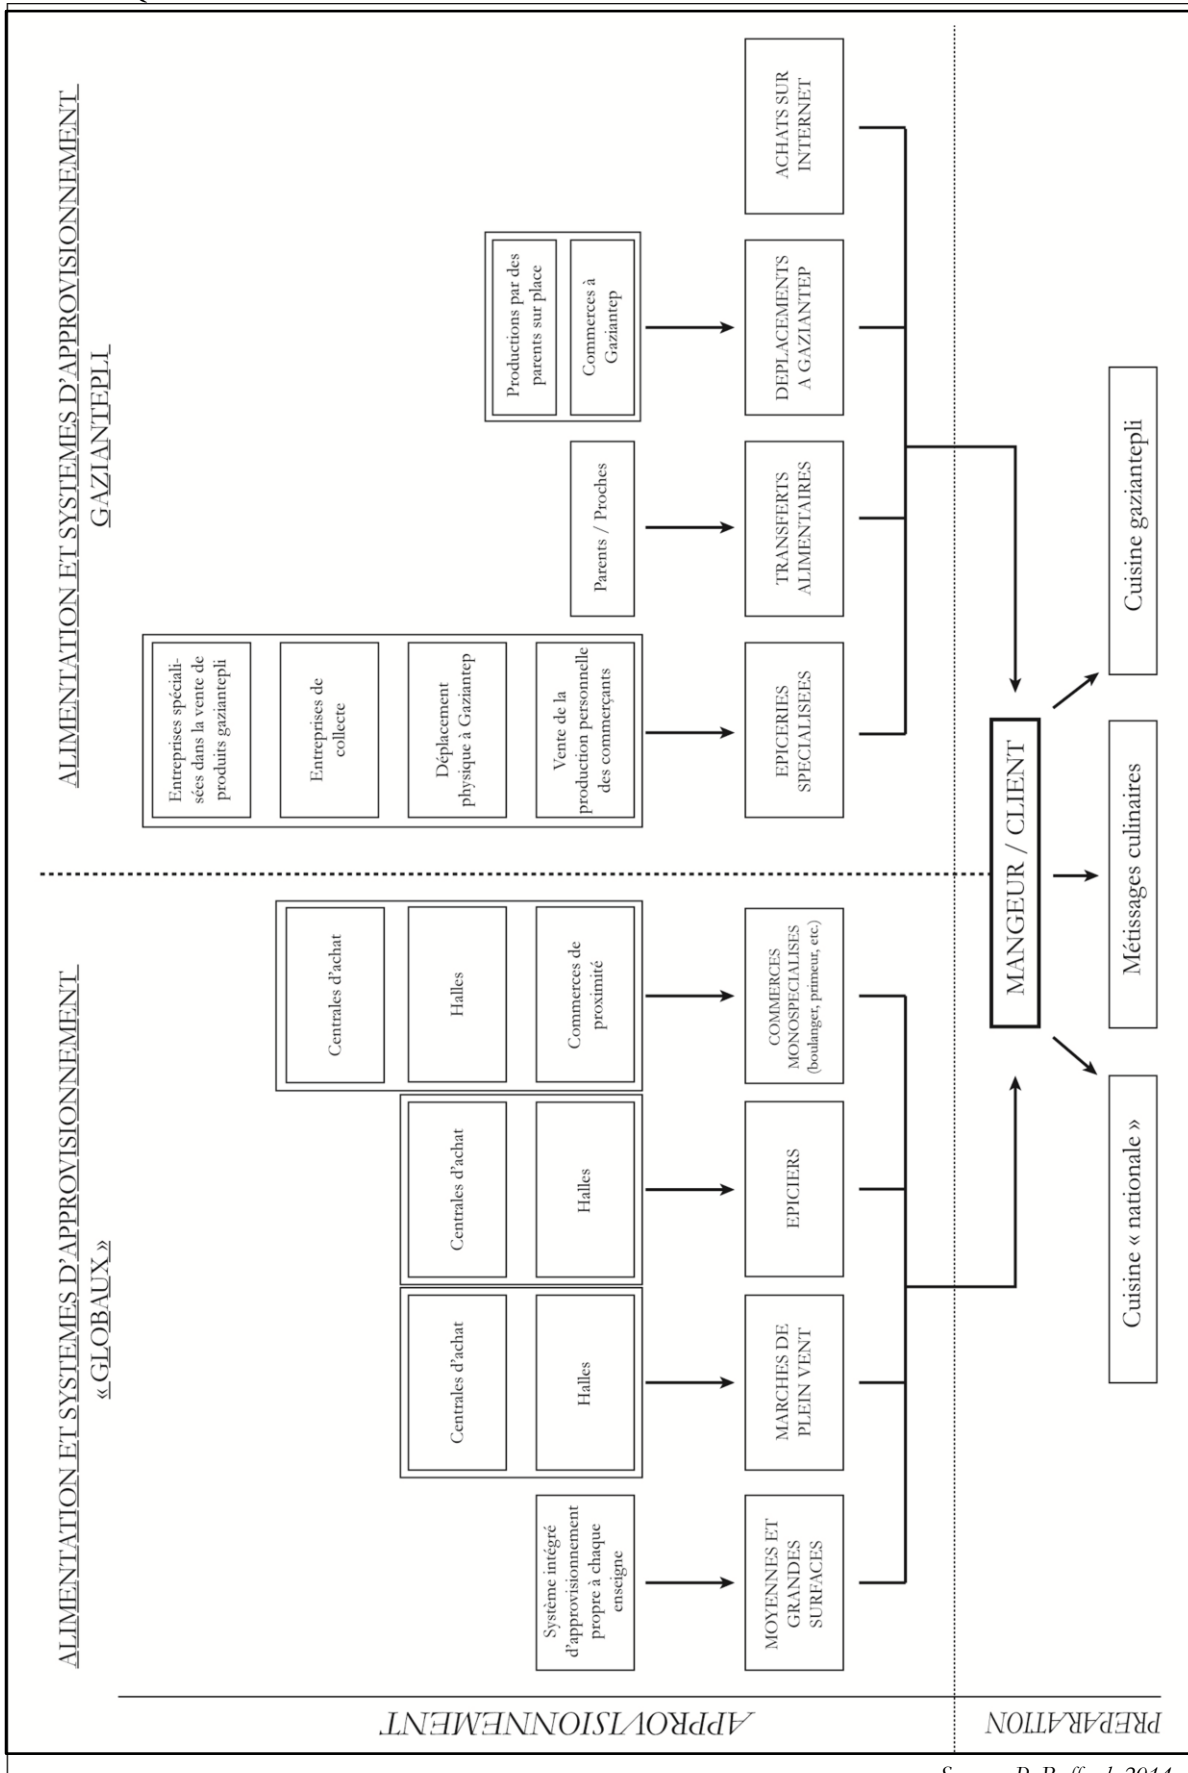 ALIMENTATION ET SYSTEMES D'APPROVISIONNEMENT
« GLOBAUX »
ALIMENTATION ET SYSTEMES D'APPROVISIONNEMENT
GAZIANTEPLI
APPROVISIONNEMENT
Système intégré
d'approvisionnement
propre à chaque
enseigne
Centrales d'achat
Halles
Centrales d'achat
Halles
Centrales d'achat
Halles
Commerces de
proximité
Entreprises spéciali-
sées dans la vente de
produits gaziantepli
Entreprises de
collecte
Déplacement
physique à Gaziantep
Vente de la
production personnelle
des commerçants
Parents / Proches
Productions par des
parents sur place
Commerces à
Gaziantep
MOYENNES ET
GRANDES
SURFACES
MARCHES DE
PLEIN VENT
EPICIERS
COMMERCES
MONOSPECIALISES
(boulanger, primeur, etc.)
EPICERIES
SPECIALISEES
TRANSFERTS
ALIMENTAIRES
DEPLACEMENTS
A GAZIANTEP
ACHATS SUR
INTERNET
PREPARATION
MANGEUR / CLIENT
Cuisine « nationale »
Métissages culinaires
Cuisine gaziantepli